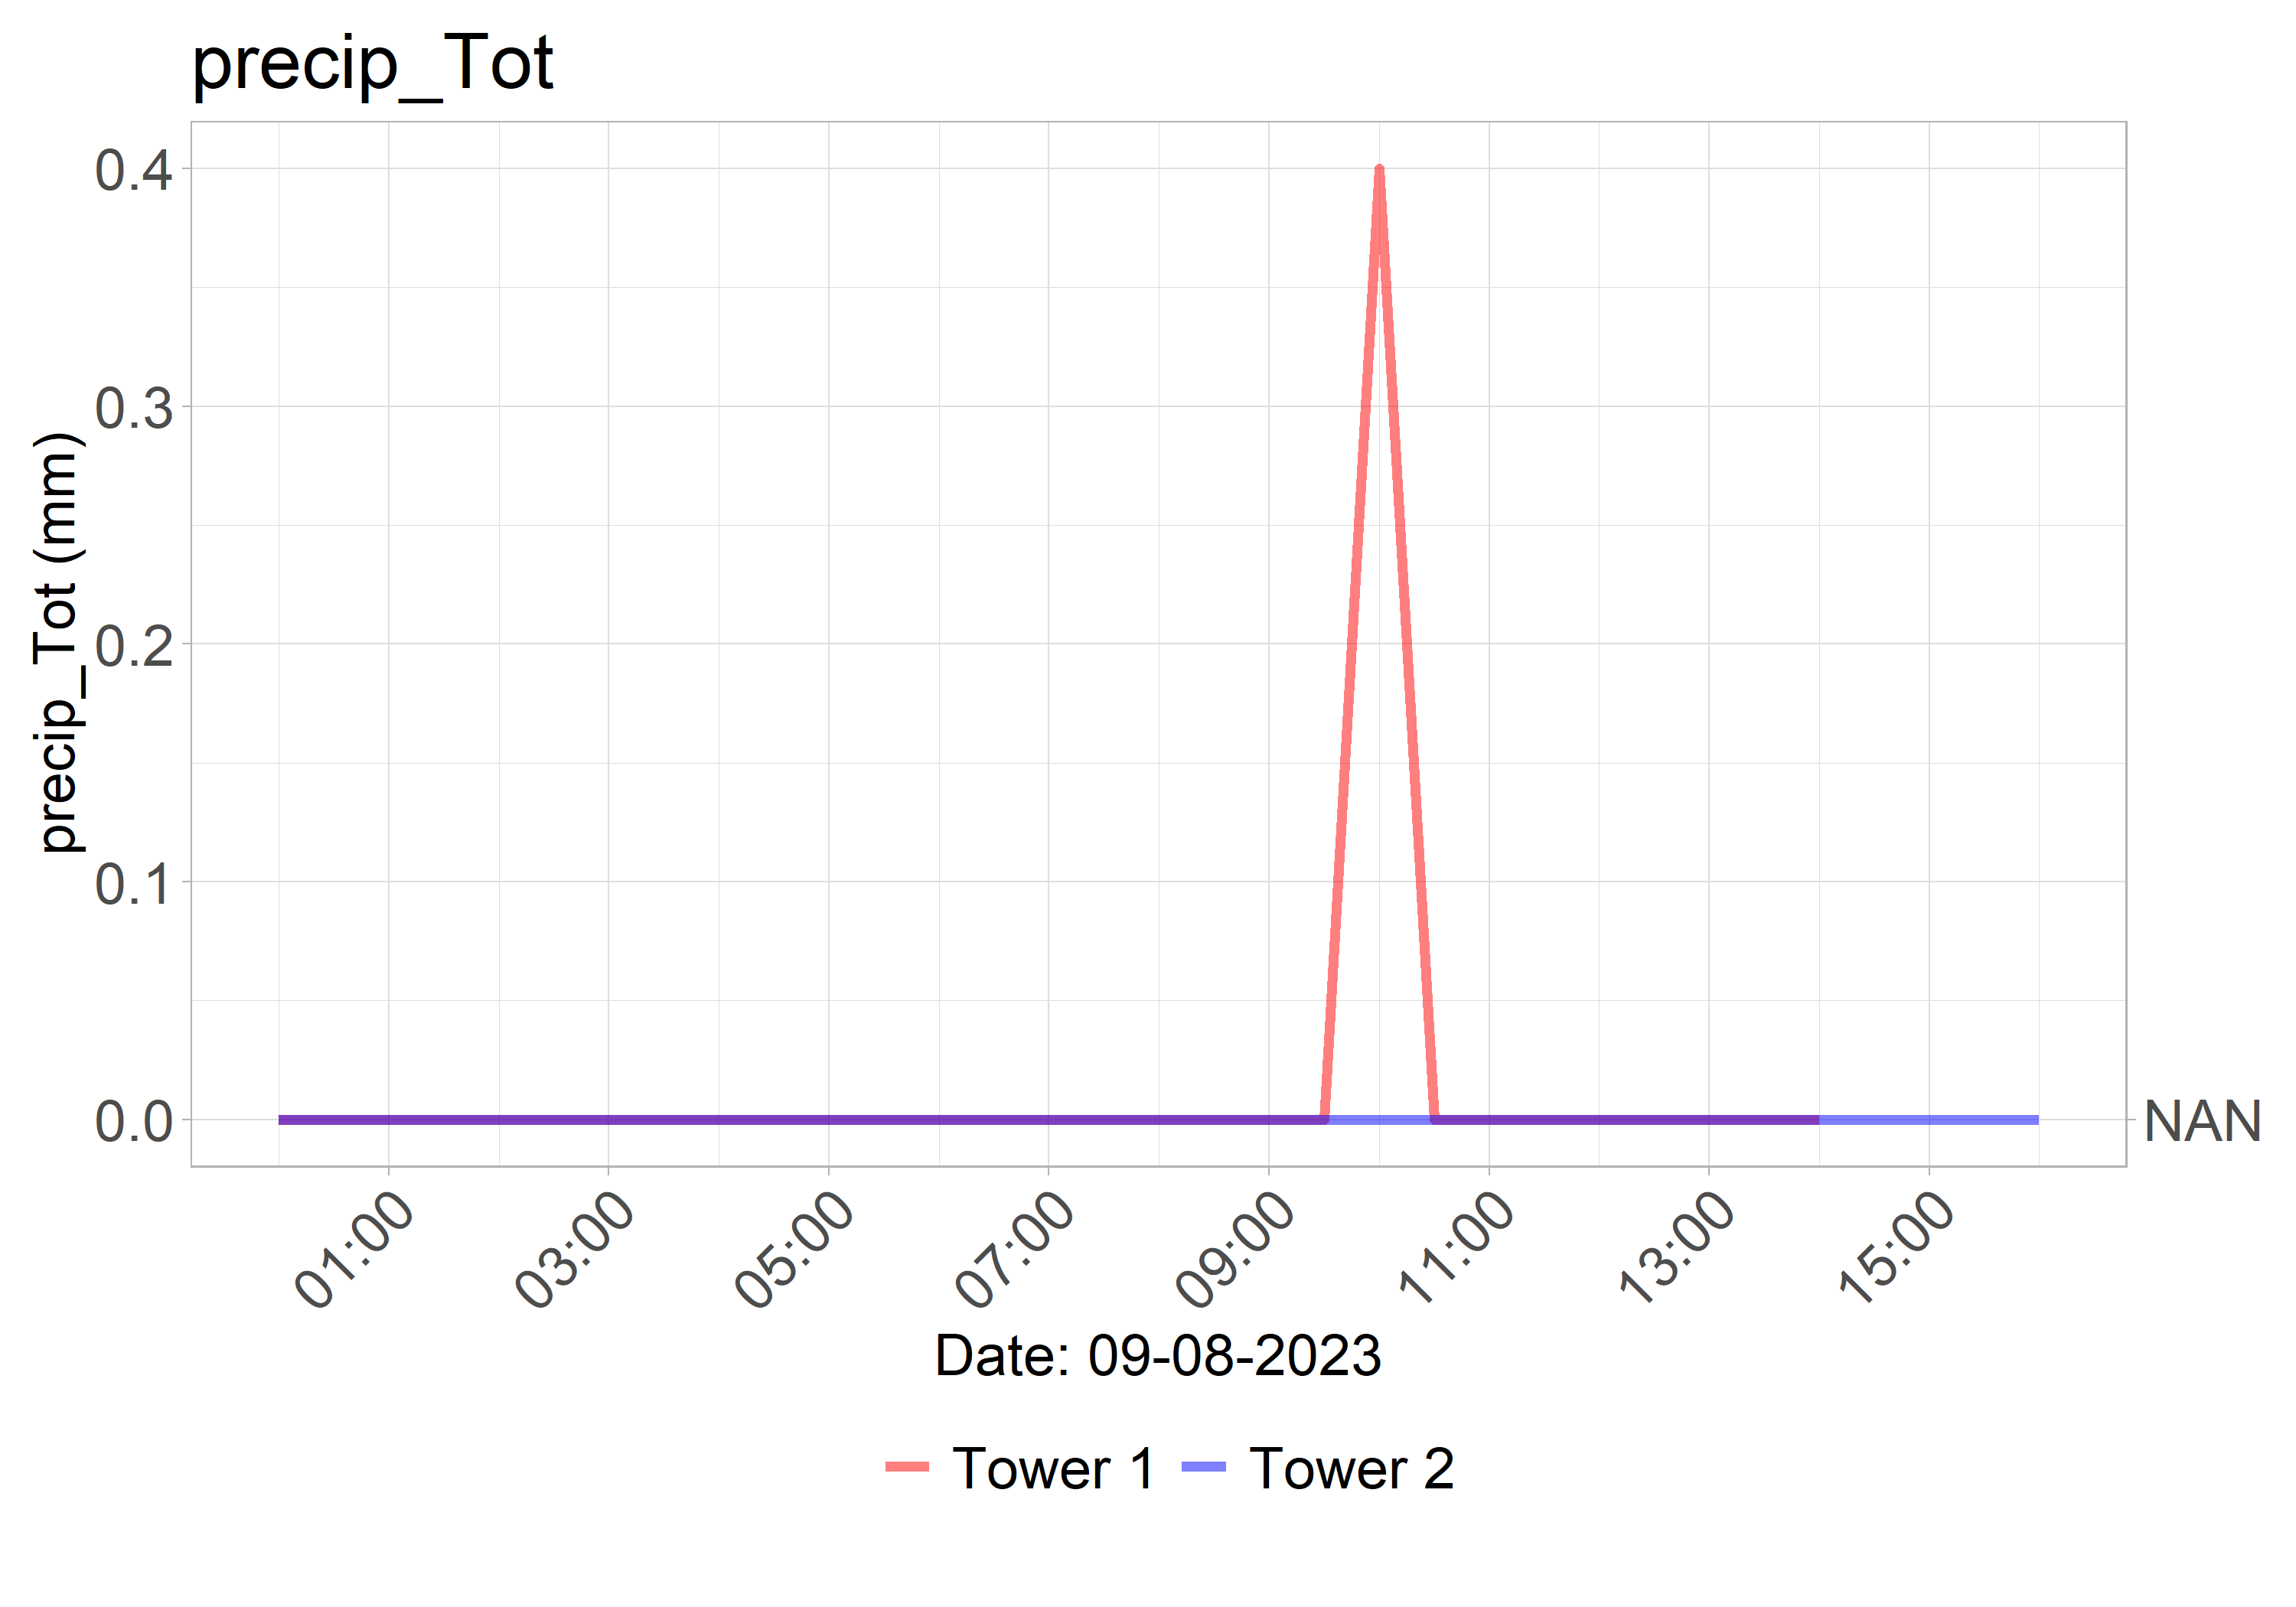 precip_Tot
precip_Tot (mm)
0.4
0.3
0.2
0.1
0.0
NAN
01:00 03:00 05:00 07:00 09:00 11:00 13:00 15:00
Date: 09-08-2023
Tower 1 Tower 2